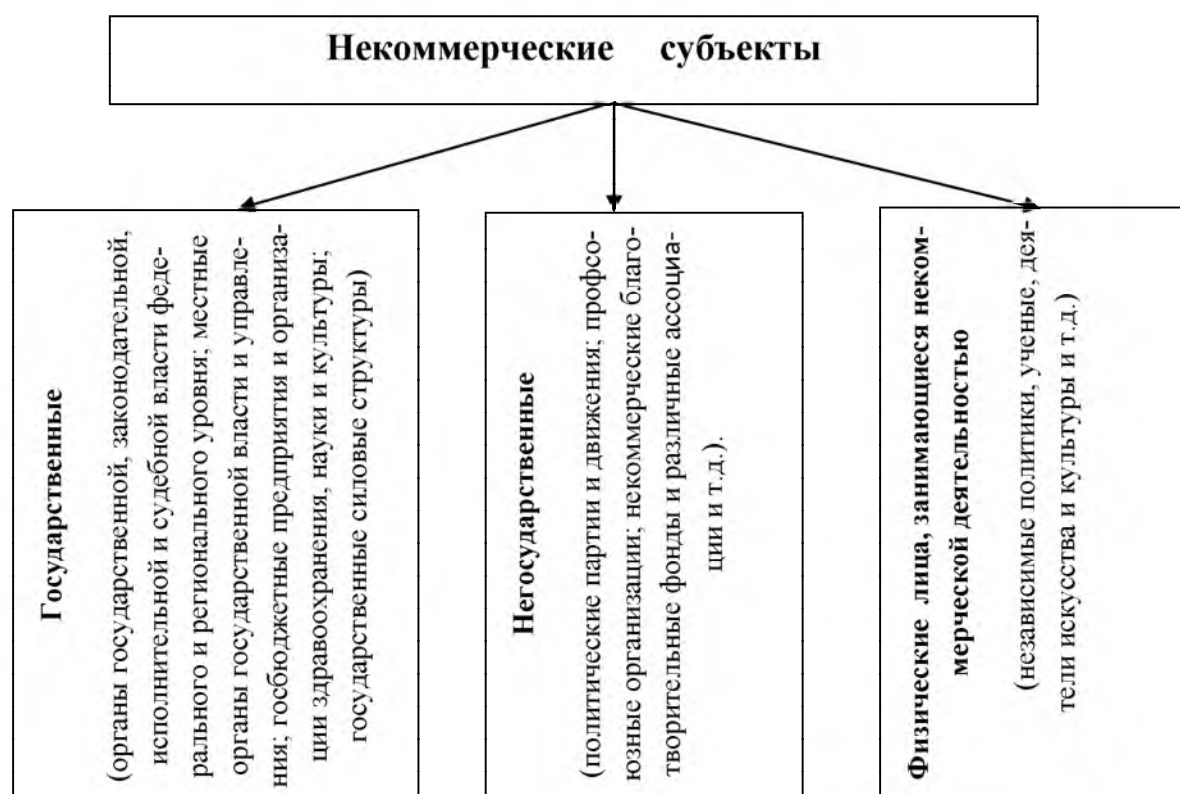 Некоммерческие субъекты
Государственные
(органы государственной, законодательной,
исполнительной и судебной власти феде-
рального и регионального уровня; местные
органы государственной власти и управле-
ния; госбюджетные предприятия и организа-
ции здравоохранения, науки и культуры;
государственные силовые структуры)
Негосударственные
(политические партии и движения; профсо-
юзные организации; некоммерческие благо-
творительные фонды и различные ассоциа-
ции и т.д.).
Физические лица, занимающиеся неком-
мерческой деятельностью
(независимые политики, ученые, дея-
тели искусства и культуры и т.д.)